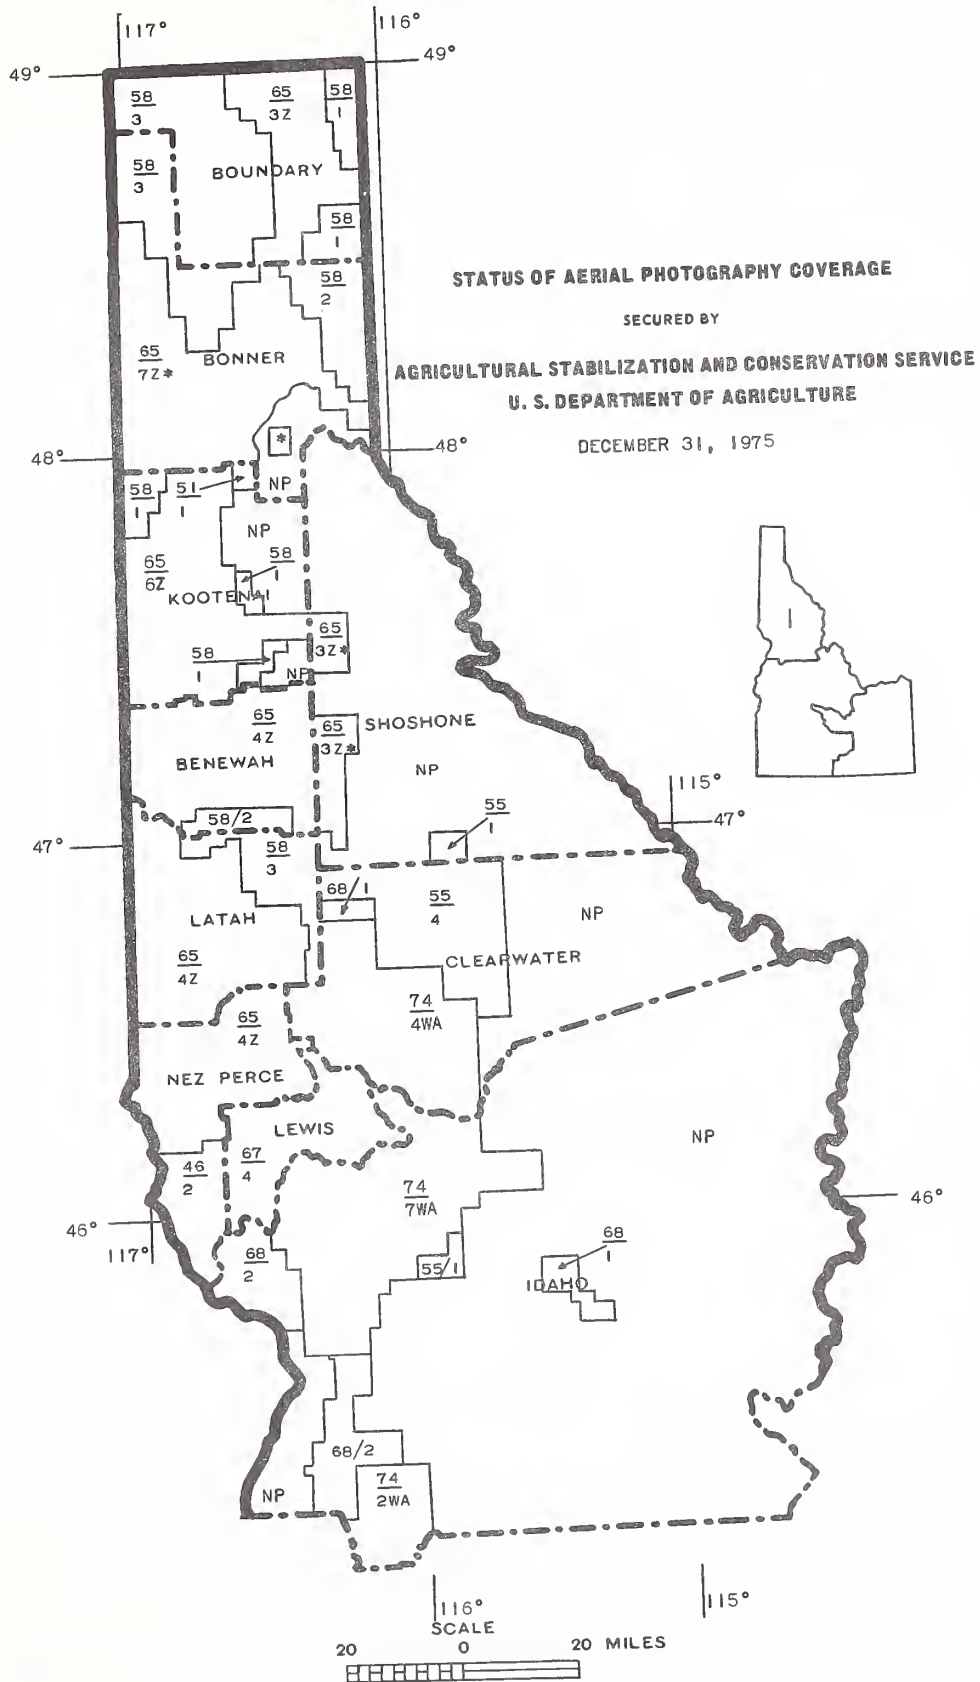 117°
116°
49°
49°
58
3
65
3Z
58
1
58
3
BOUNDARY
58
1
58
2
STATUS OF AERIAL PHOTOGRAPHY COVERAGE
SECURED BY
65
7Z*
BONNER
AGRICULTURAL STABILIZATION AND CONSERVATION SERVICE
U. S. DEPARTMENT OF AGRICULTURE
DECEMBER 31, 1975
*
48°
48°
58
1
51
1
NP
NP
65
6Z
58
1
KOOTENAI
1
65
3Z*
58
1
NP
65
4Z
65
3Z*
SHOSHONE
BENEWAH
NP
115°
58/2
55
1
47°
47°
58
3
68
1
55
4
LATAH
NP
65
4Z
CLEARWATER
65
4Z
74
4WA
NEZ PERCE
LEWIS
NP
46
2
67
4
74
7WA
46°
46°
117°
68
2
55/1
68
1
IDAHO
68/2
NP
74
2WA
116°
115°
SCALE
20 0 20 MILES